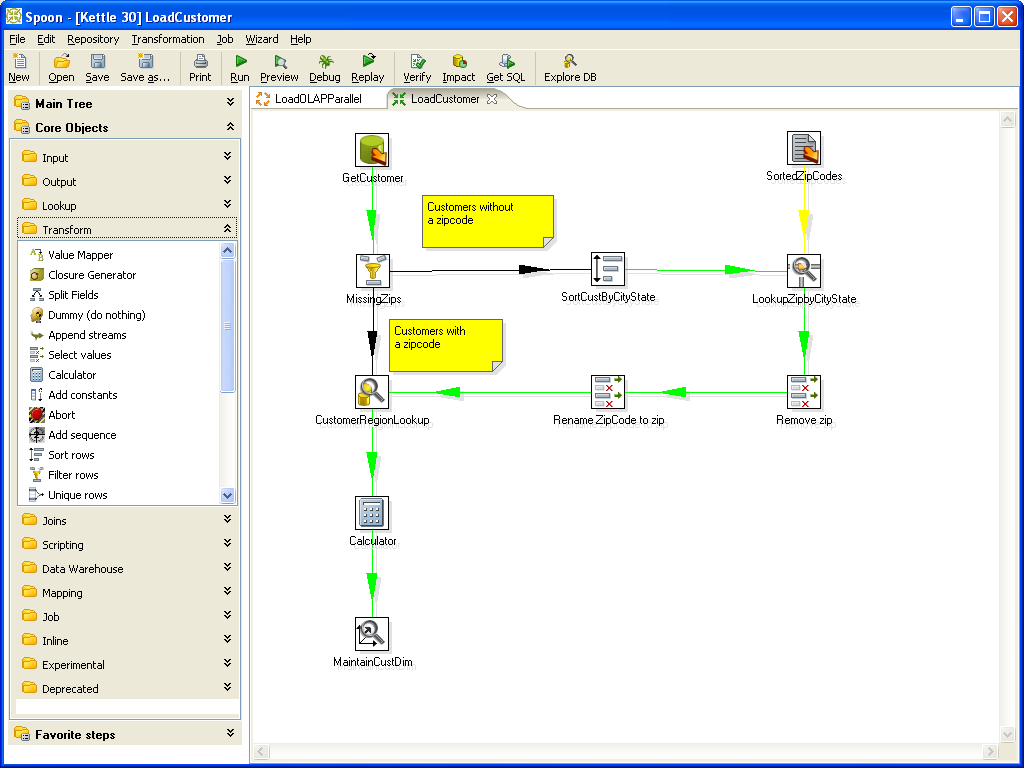 Spoon - [Kettle 30] LoadCustomer
File Edit Repository Transformation Job Wizard Help
New Open Save Save as... Print Run Preview Debug Replay Verify Impact Get SQL Explore DB
Main Tree
Core Objects
Input
Output
Lookup
Transform
Value Mapper
Closure Generator
Split Fields
Dummy (do nothing)
Append streams
Select values
Calculator
Add constants
Abort
Add sequence
Sort rows
Filter rows
Unique rows
Joins
Scripting
Data Warehouse
Mapping
Job
Inline
Experimental
Deprecated
Favorite steps
LoadOLAPParallel LoadCustomer
GetCustomer
SortedZipCodes
Customers without
a zipcode
MissingZips
SortCustByCityState
LookupZipbyCityState
Customers with
a zipcode
CustomerRegionLookup
Rename ZipCode to zip
Remove zip
Calculator
MaintainCustDim